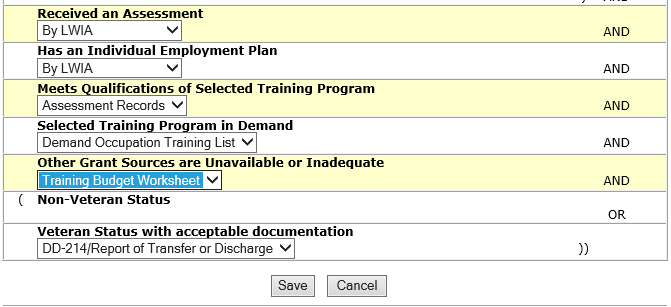 ) AND
Received an Assessment
By LWIA AND
Has an Individual Employment Plan
By LWIA AND
Meets Qualifications of Selected Training Program
Assessment Records AND
Selected Training Program in Demand
Demand Occupation Training List AND
Other Grant Sources are Unavailable or Inadequate
Training Budget Worksheet AND
( Non-Veteran Status
OR
Veteran Status with acceptable documentation
DD-214/Report of Transfer or Discharge ))
Save Cancel